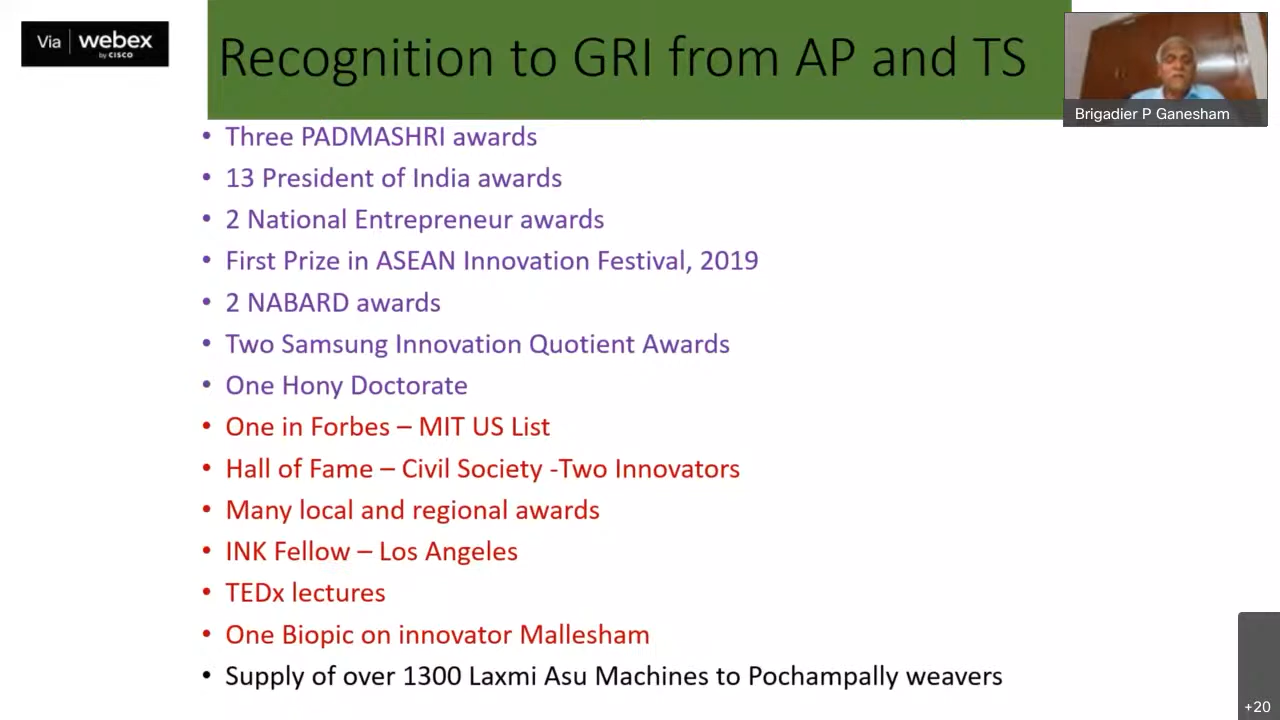 Via webex
by CISCO
Recognition to GRI from AP and TS
Brigadier P Ganesham
• Three PADMASHRI awards
• 13 President of India awards
• 2 National Entrepreneur awards
• First Prize in ASEAN Innovation Festival, 2019
• 2 NABARD awards
• Two Samsung Innovation Quotient Awards
• One Hony Doctorate
• One in Forbes – MIT US List
• Hall of Fame – Civil Society -Two Innovators
• Many local and regional awards
• INK Fellow – Los Angeles
• TEDx lectures
• One Biopic on innovator Mallesham
• Supply of over 1300 Laxmi Asu Machines to Pochampally weavers
+20